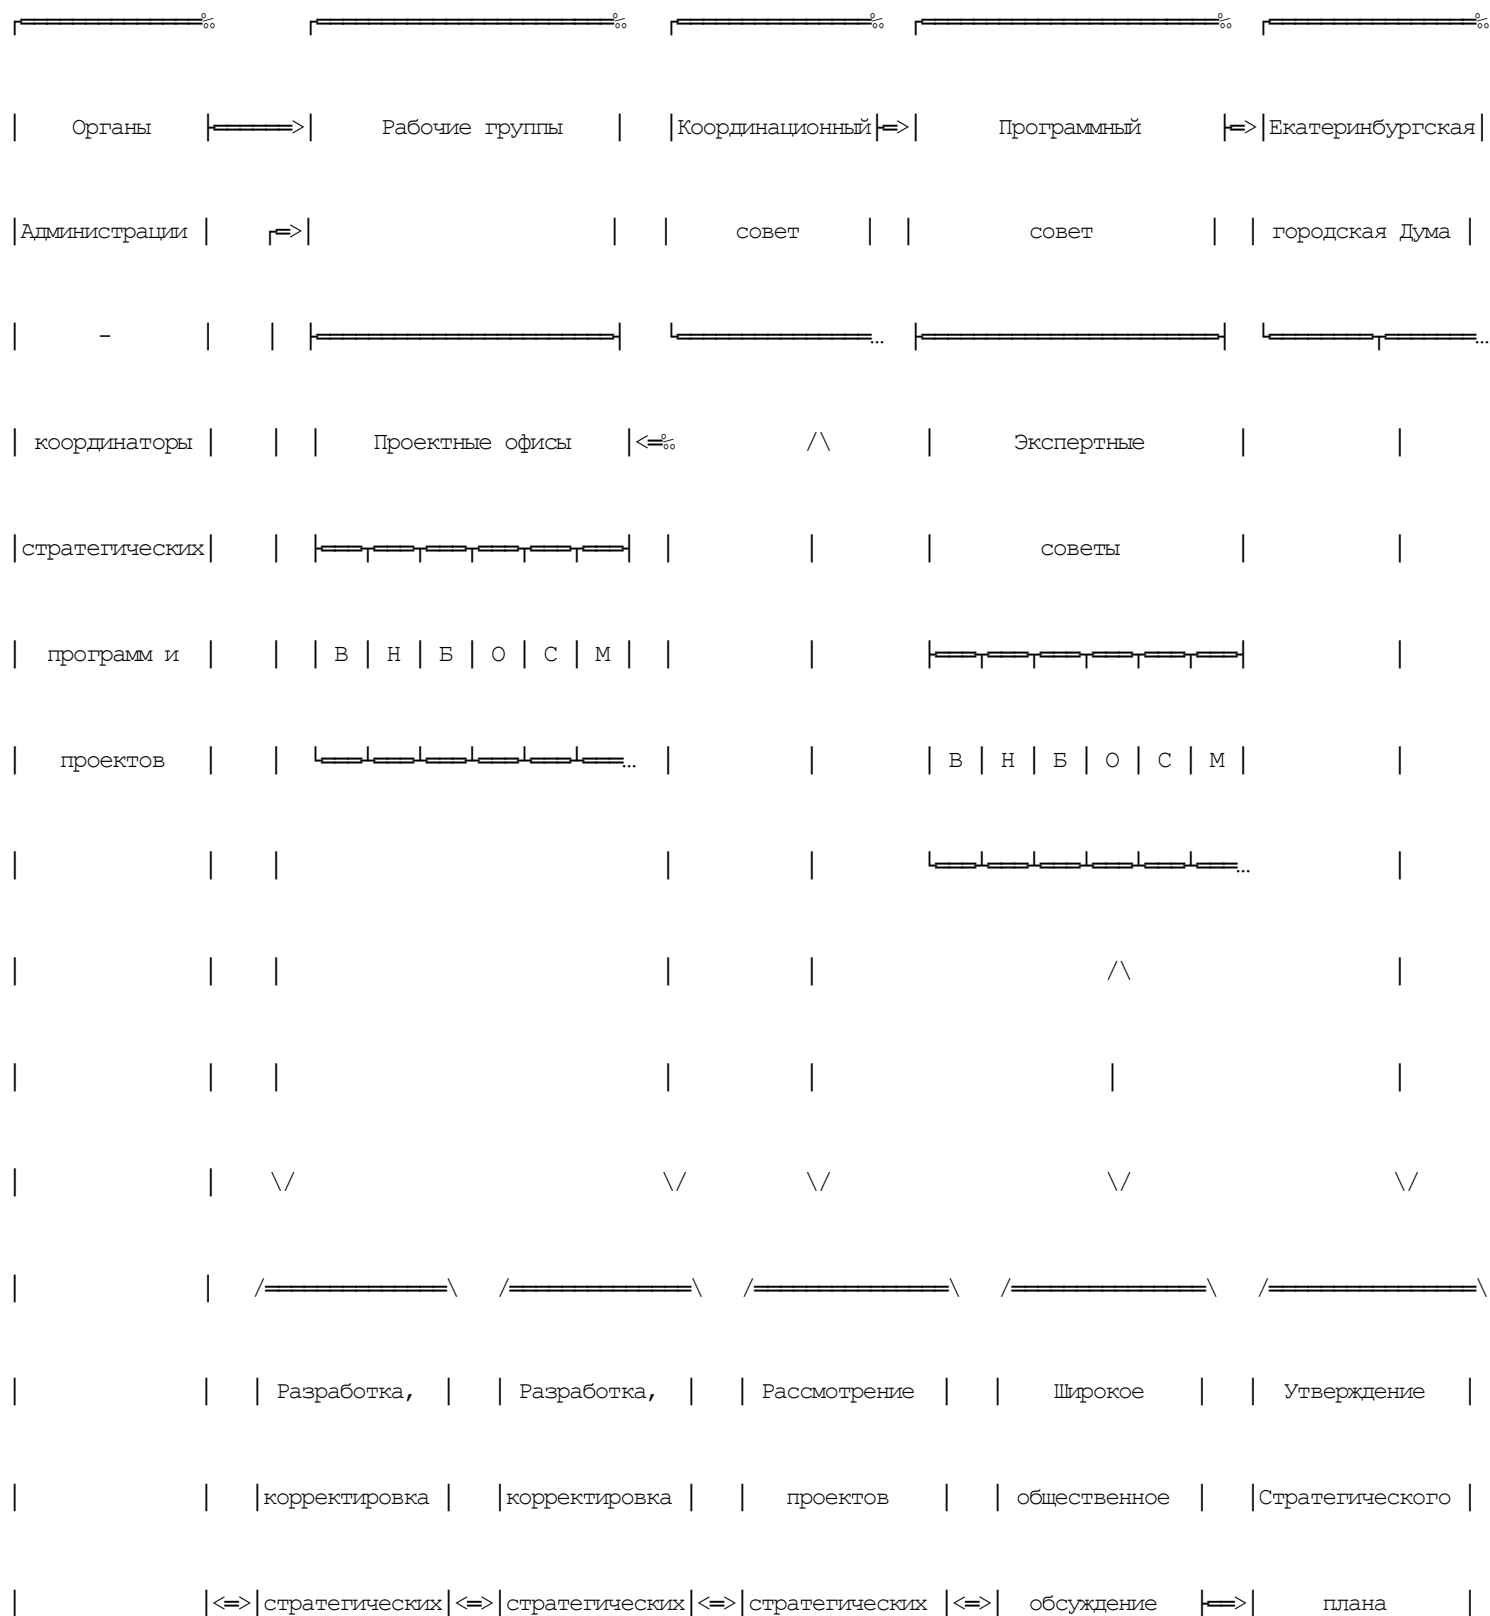 Органы Рабочие группы Координационный Программный Екатеринбургская
Администрации совет совет городская Дума
-
координаторы Проектные офисы Экспертные
стратегических советы
программ и В Н Б О С М
проектов В Н Б О С М
Разработка, Разработка, Рассмотрение Широкое Утверждение
корректировка корректировка проектов общественное Стратегического
стратегических стратегических стратегических обсуждение плана